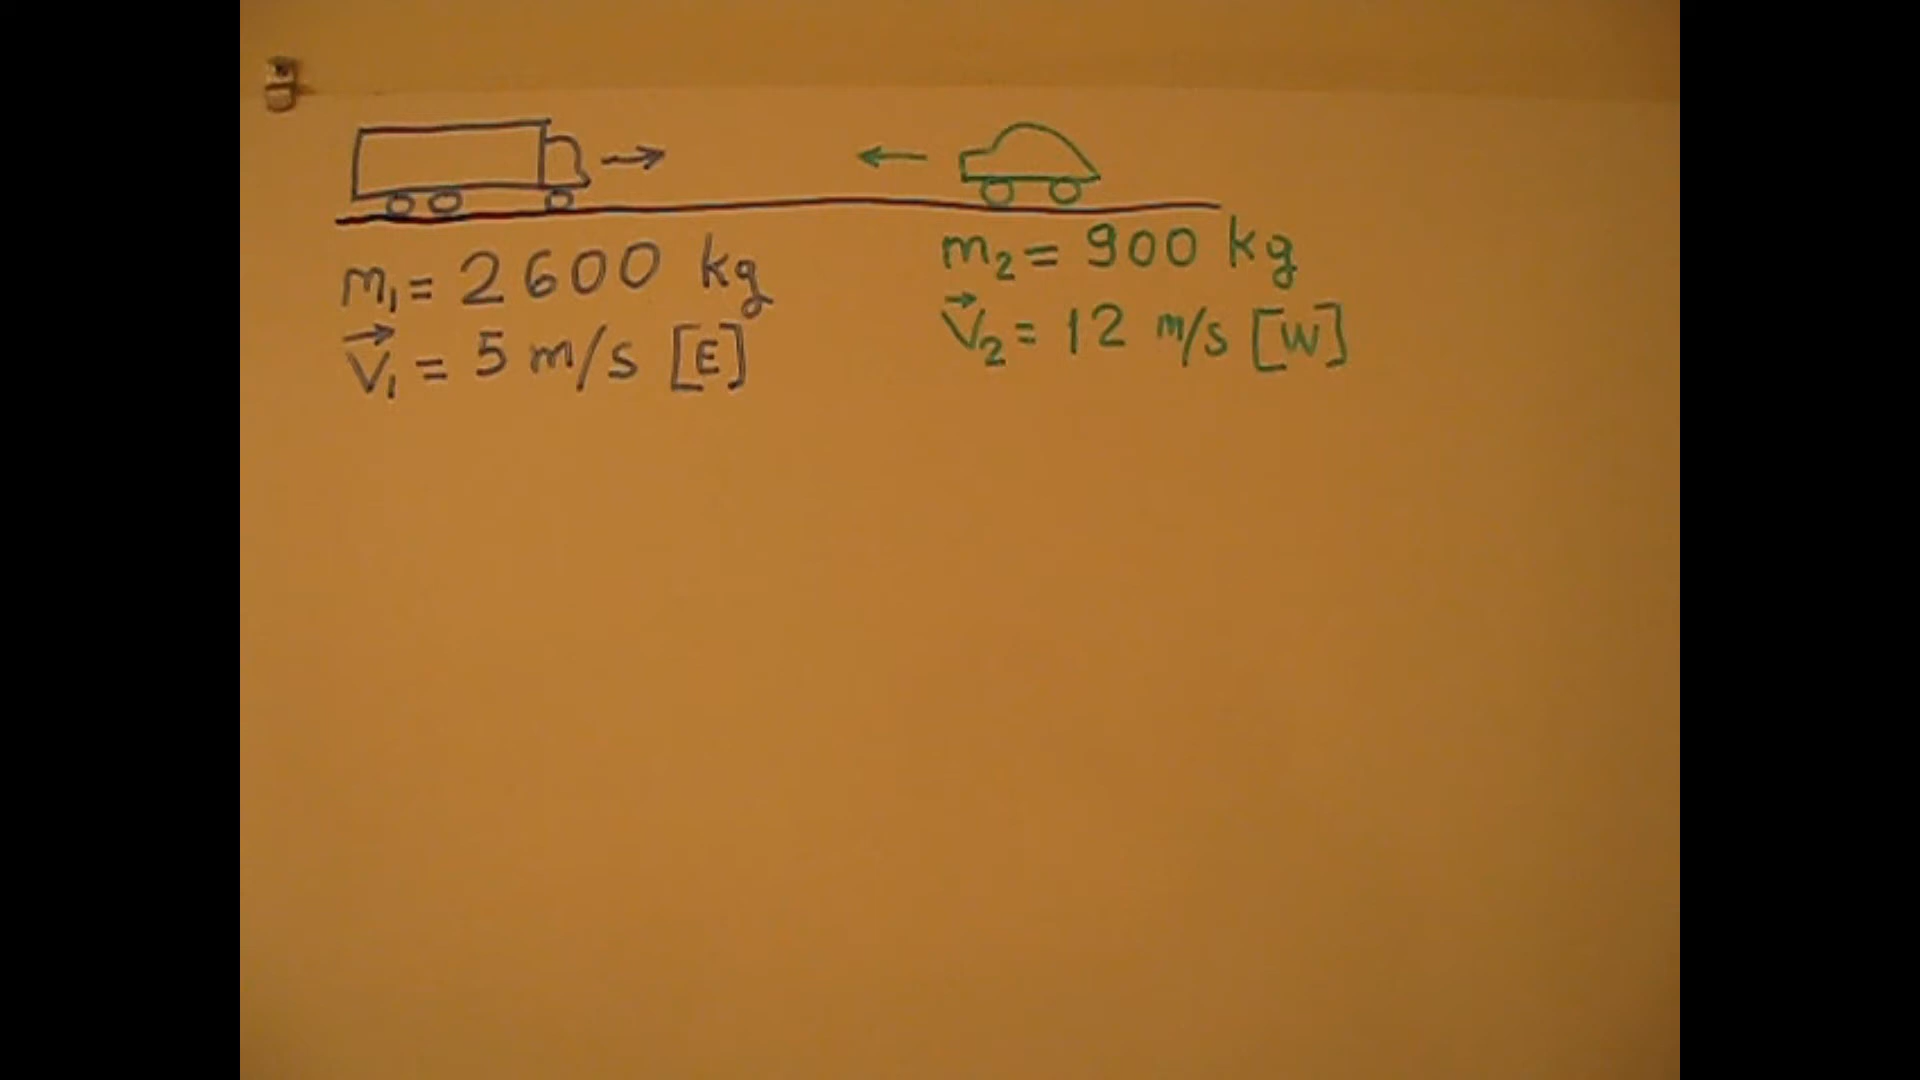 m₁ = 2600 kg
v⃗₁ = 5 m/s [E]
m₂ = 900 kg
v⃗₂ = 12 m/s [W]